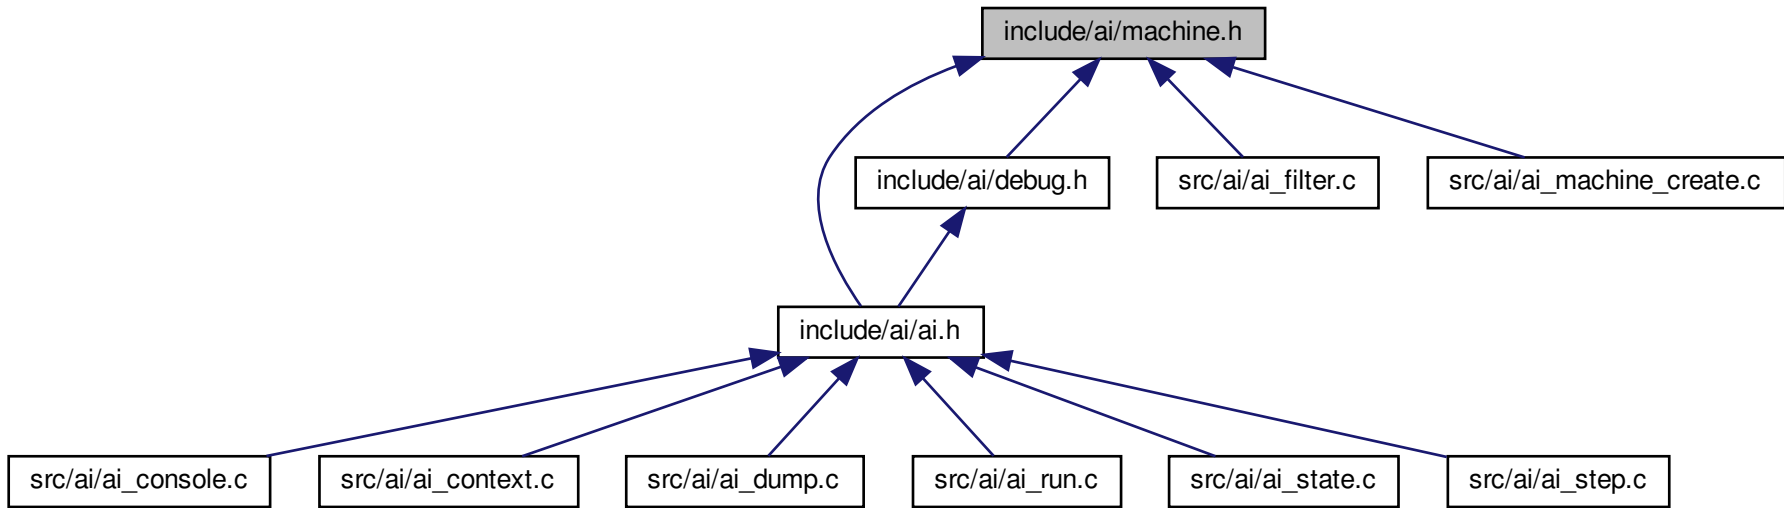 include/ai/machine.h
include/ai/debug.h
src/ai/ai_filter.c
src/ai/ai_machine_create.c
include/ai/ai.h
src/ai/ai_console.c
src/ai/ai_context.c
src/ai/ai_dump.c
src/ai/ai_run.c
src/ai/ai_state.c
src/ai/ai_step.c